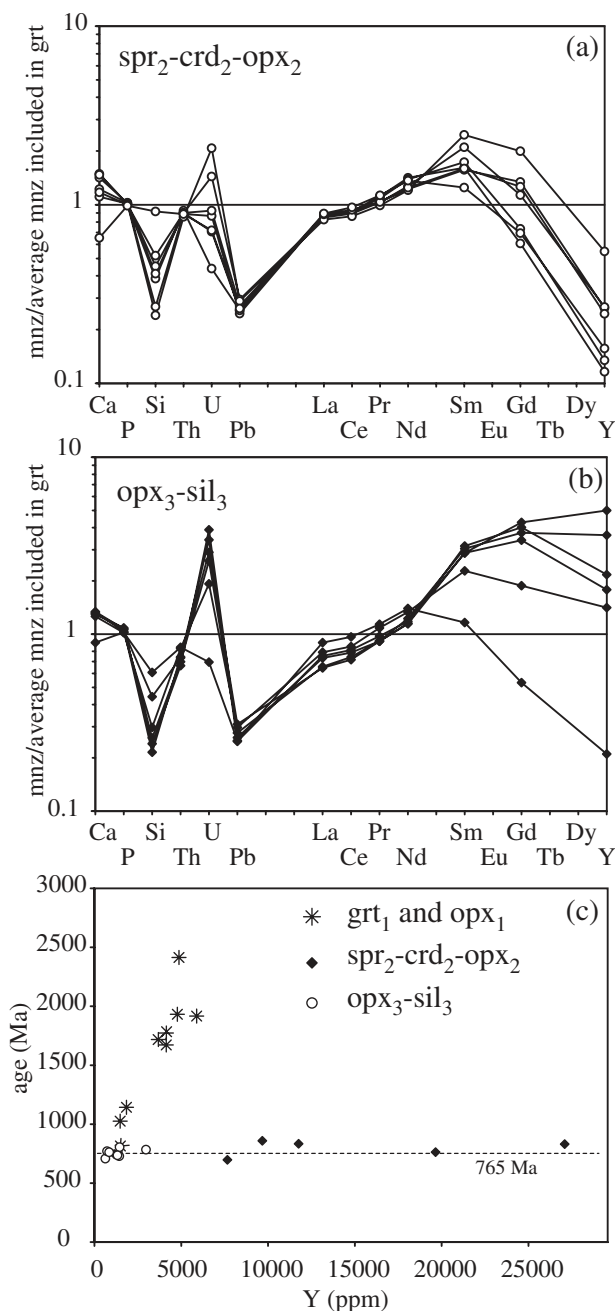 10
(a)
spr₂-crd₂-opx₂
mnz/average mnz included in grt
1
0.1
Ca Si U La Pr Sm Gd Dy
P Th Pb Ce Nd Eu Tb Y
10
(b)
opx₃-sil₃
mnz/average mnz included in grt
1
0.1
Ca Si U La Pr Sm Gd Dy
P Th Pb Ce Nd Eu Tb Y
3000
(c)
grt₁ and opx₁
2500
spr₂-crd₂-opx₂
opx₃-sil₃
2000
age (Ma)
1500
1000
765 Ma
500
0
0 5000 10000 15000 20000 25000
Y (ppm)